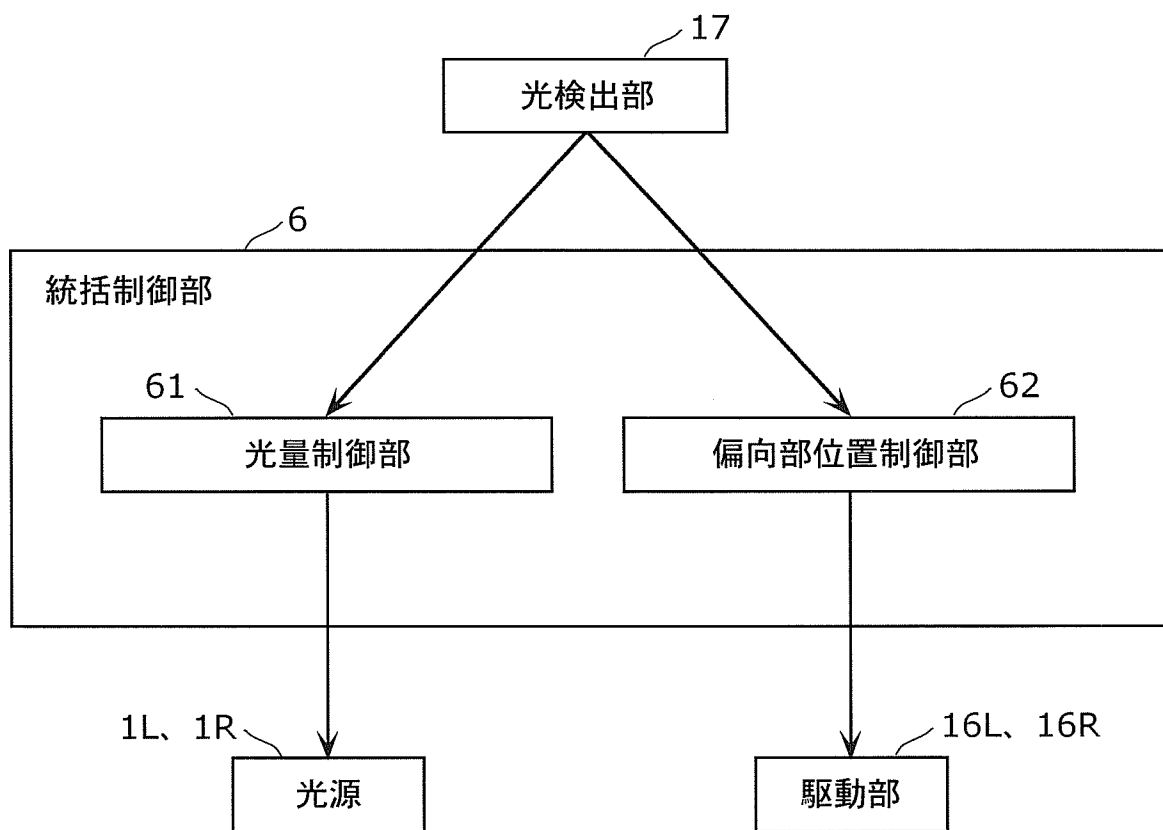 17
光検出部
6
統括制御部
61
62
光量制御部
偏向部位置制御部
1L、1R
16L、16R
光源
駆動部